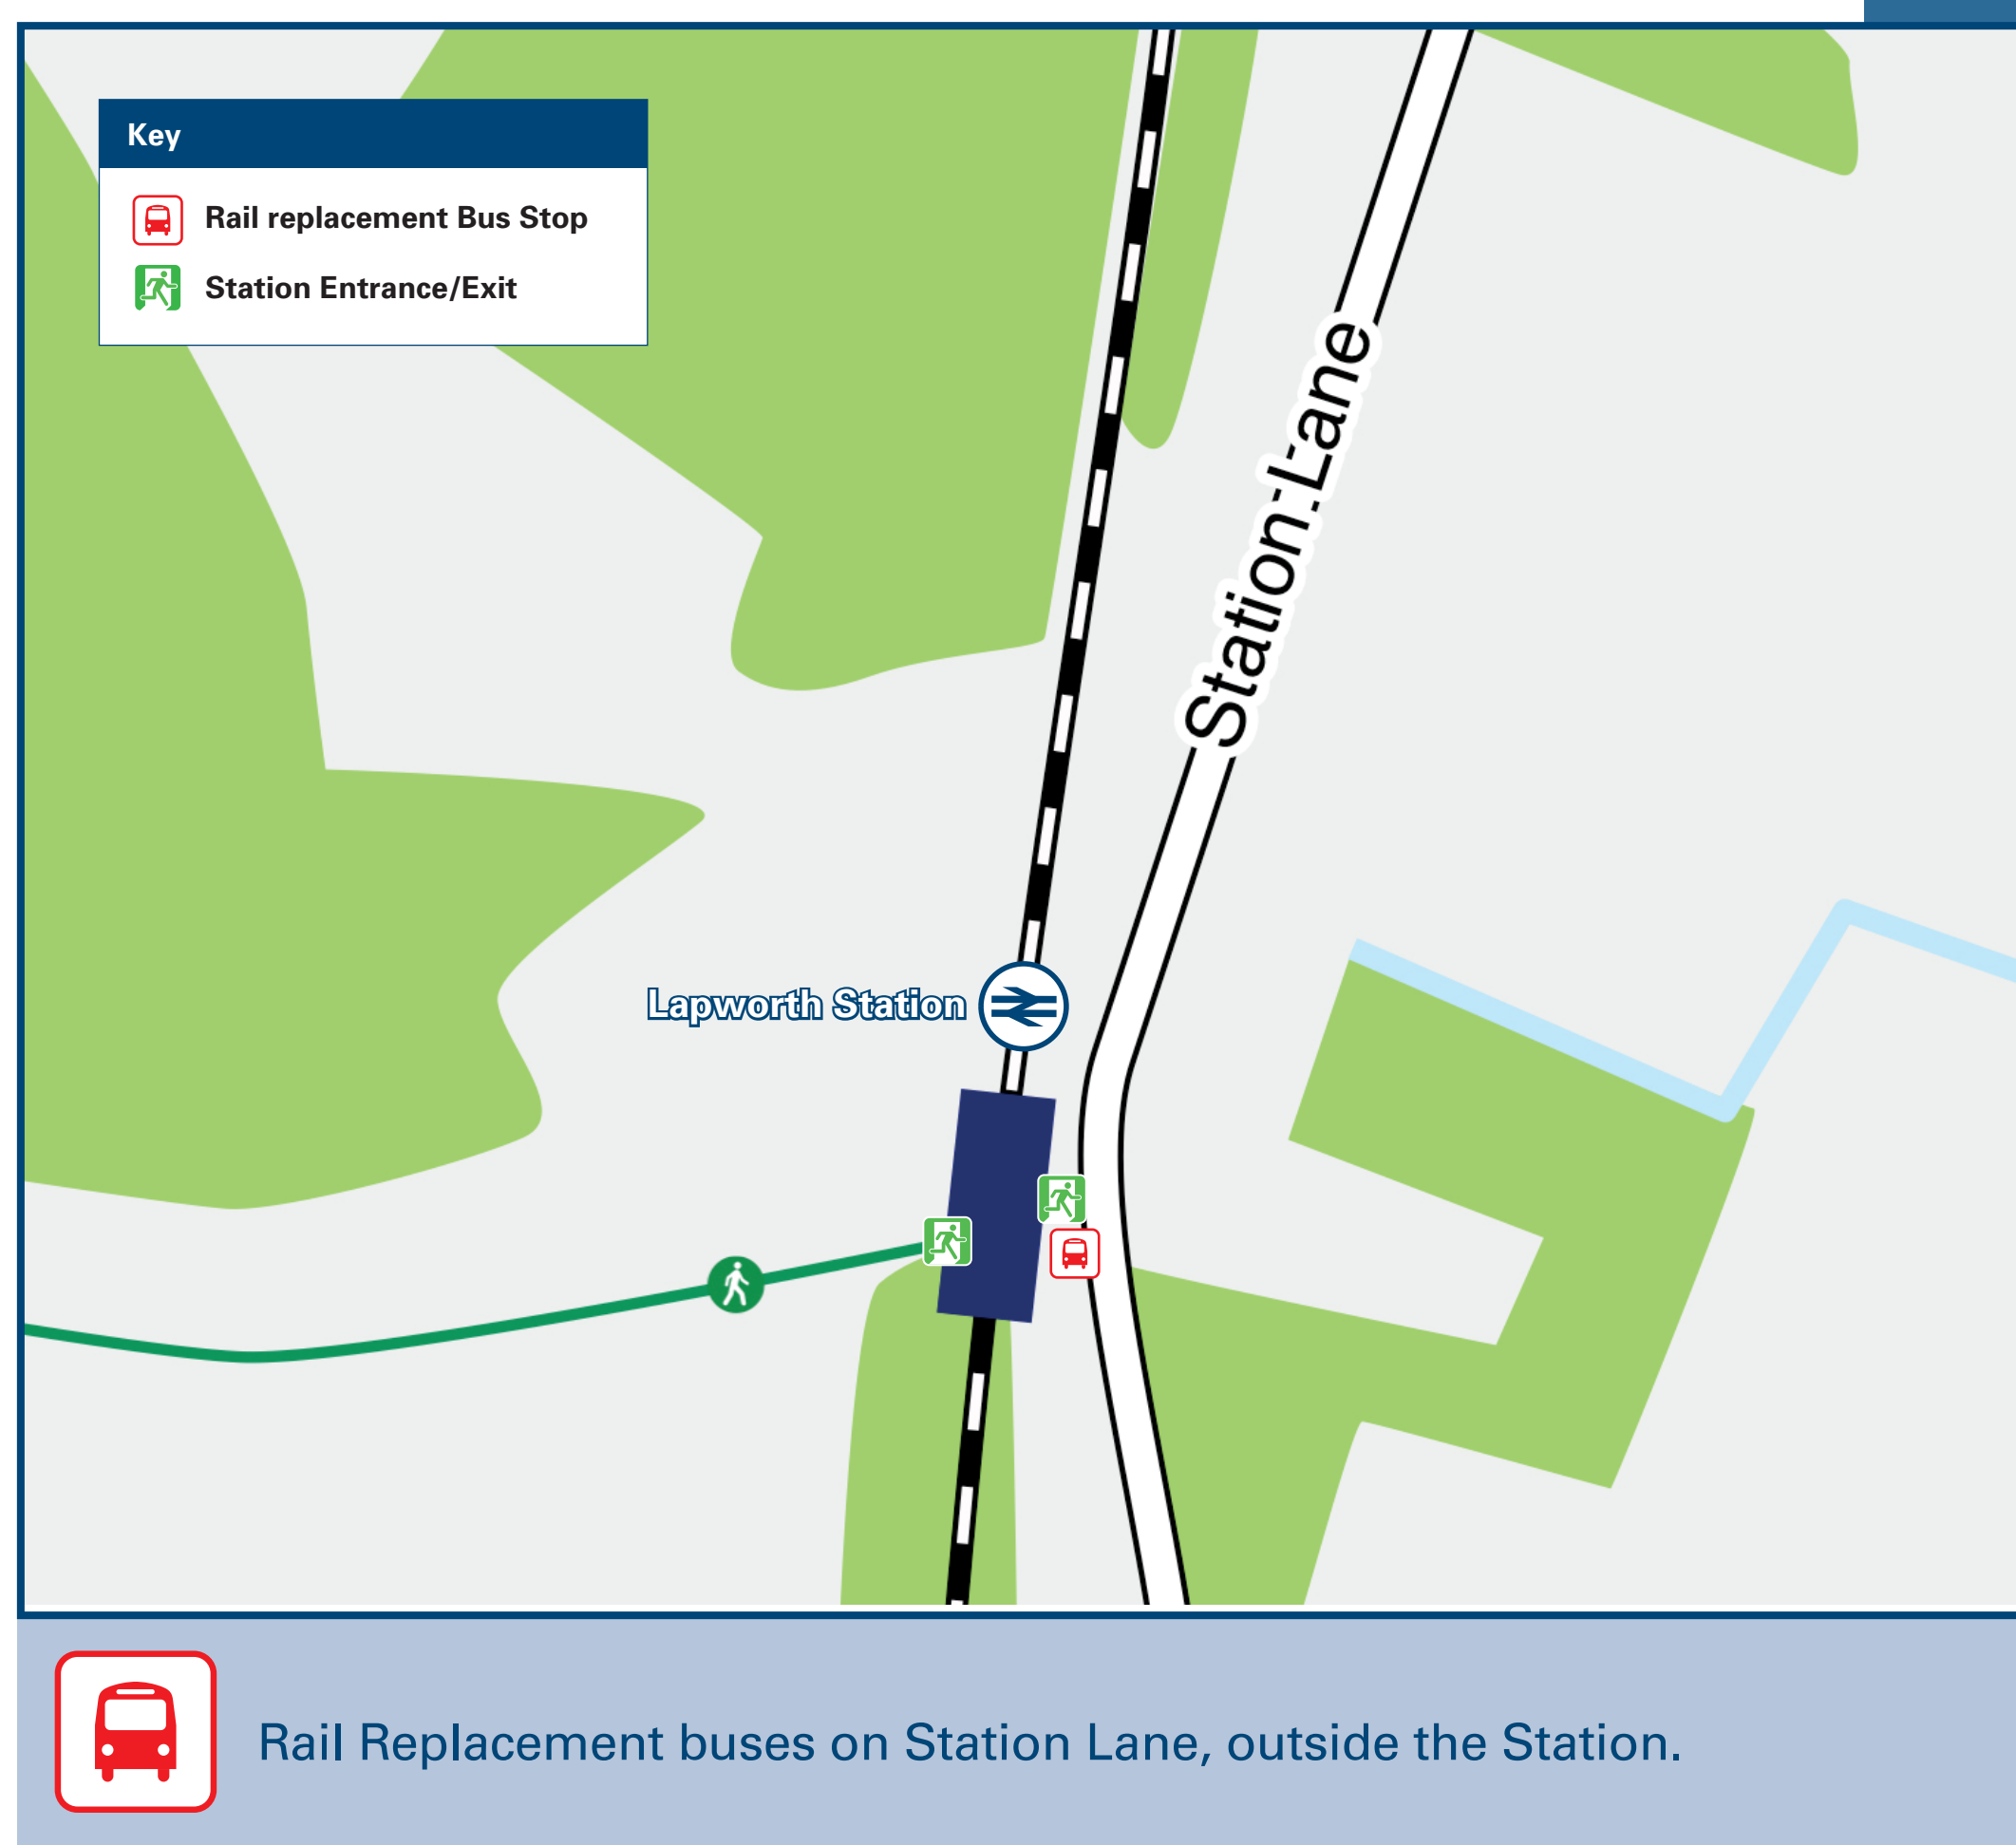 Key
Rail replacement Bus Stop
Station Entrance/Exit
Station Lane
Lapworth Station
Rail Replacement buses on Station Lane, outside the Station.